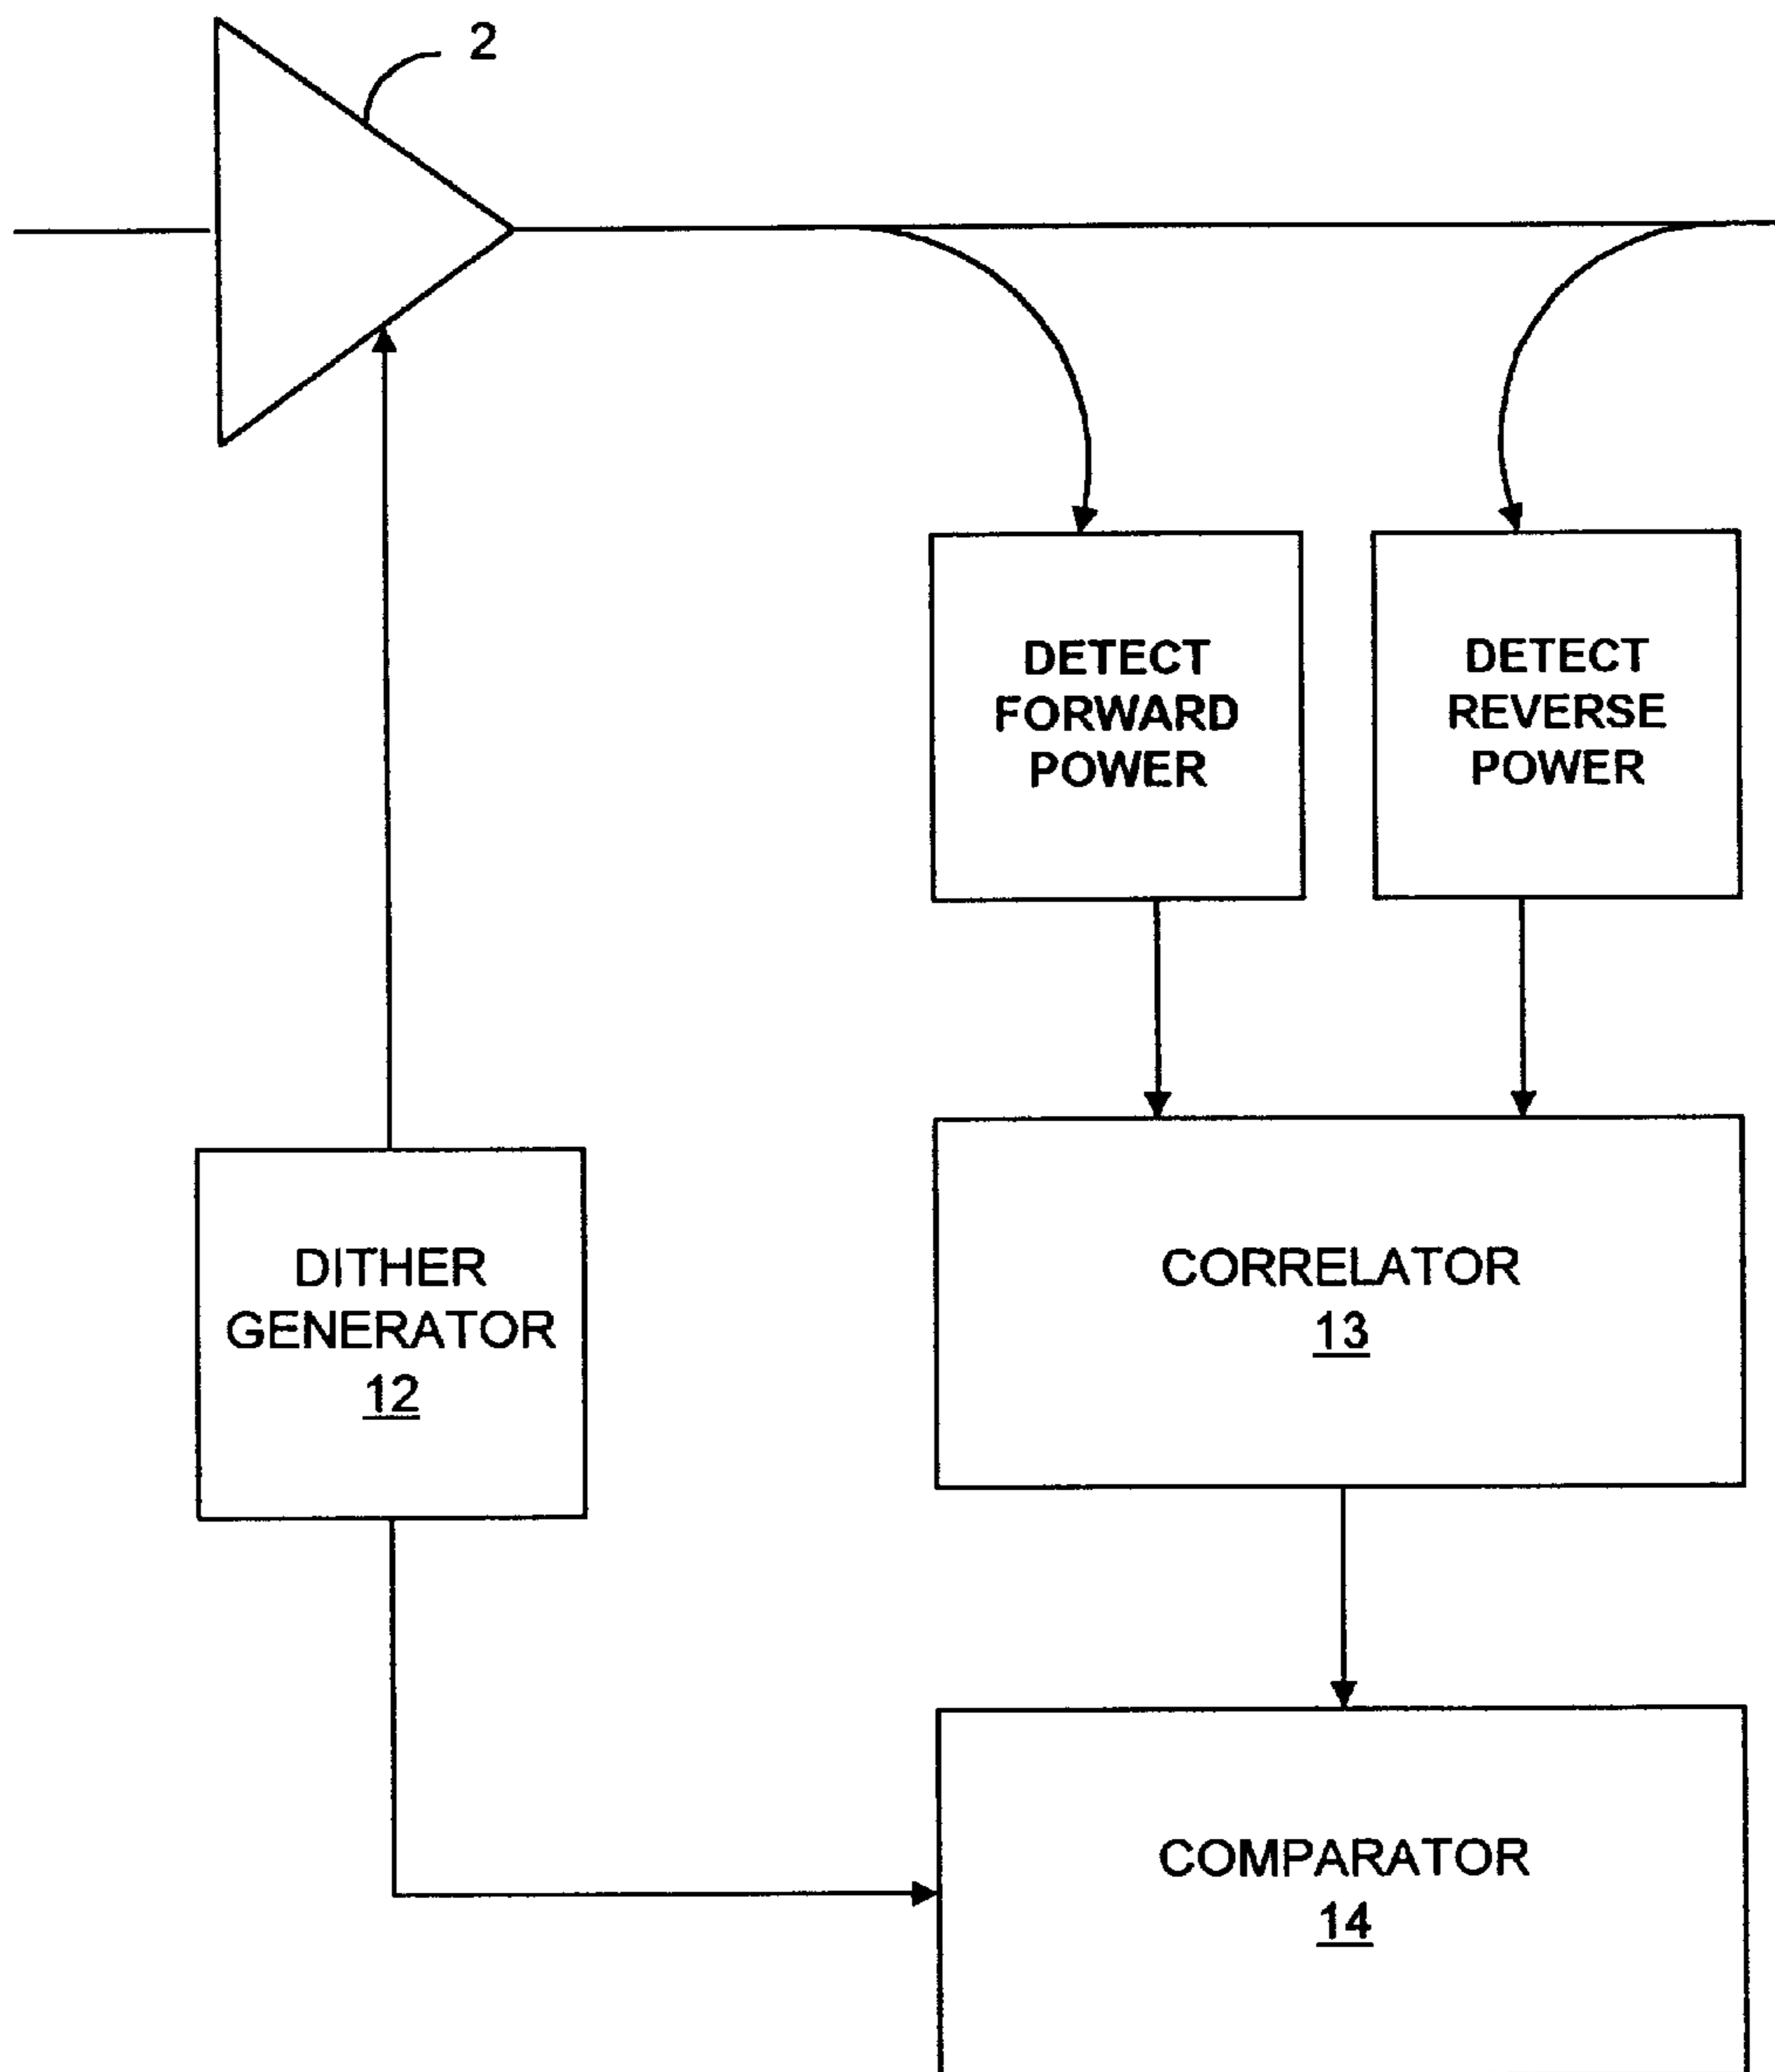 2
DETECT
FORWARD
POWER
DETECT
REVERSE
POWER
DITHER
GENERATOR
12
CORRELATOR
13
COMPARATOR
14